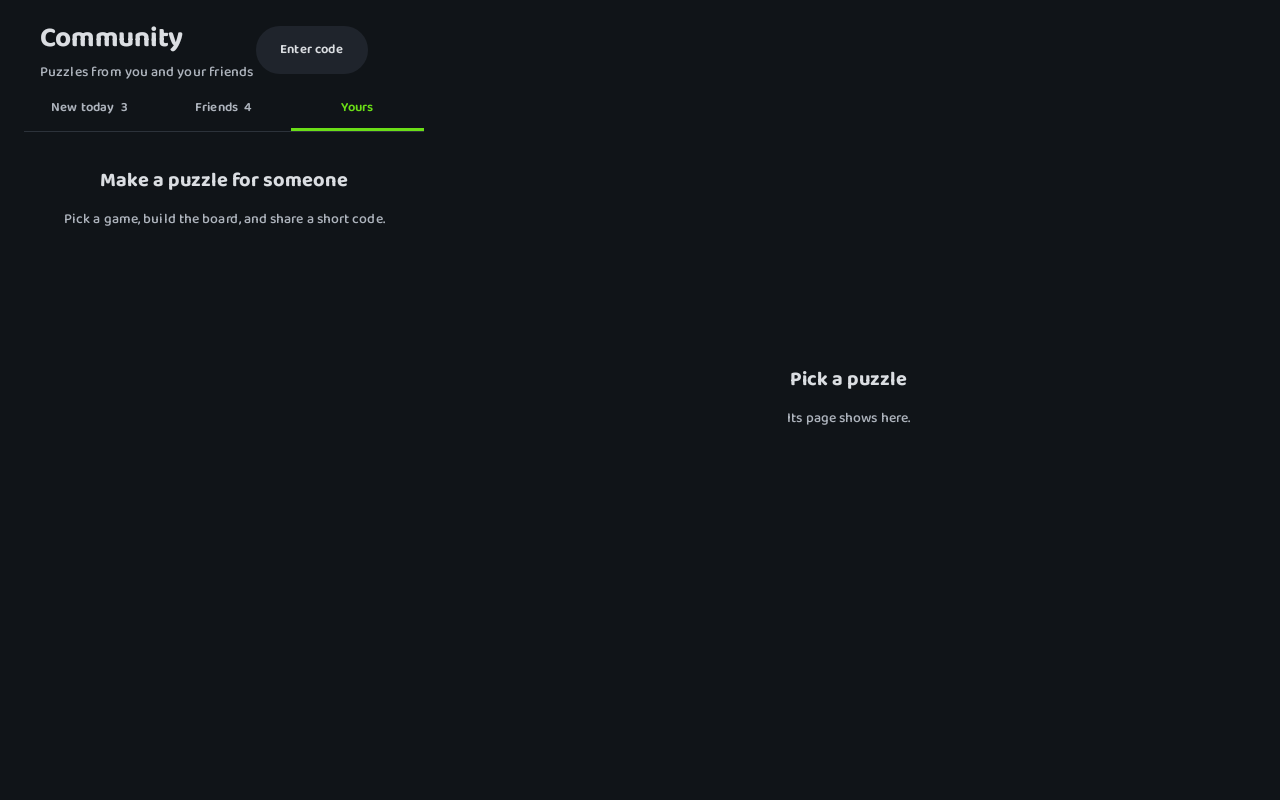 Community
Enter code
Puzzles from you and your friends
New today 3
Friends 4
Yours
Make a puzzle for someone
Pick a game, build the board, and share a short code.
Pick a puzzle
Its page shows here.